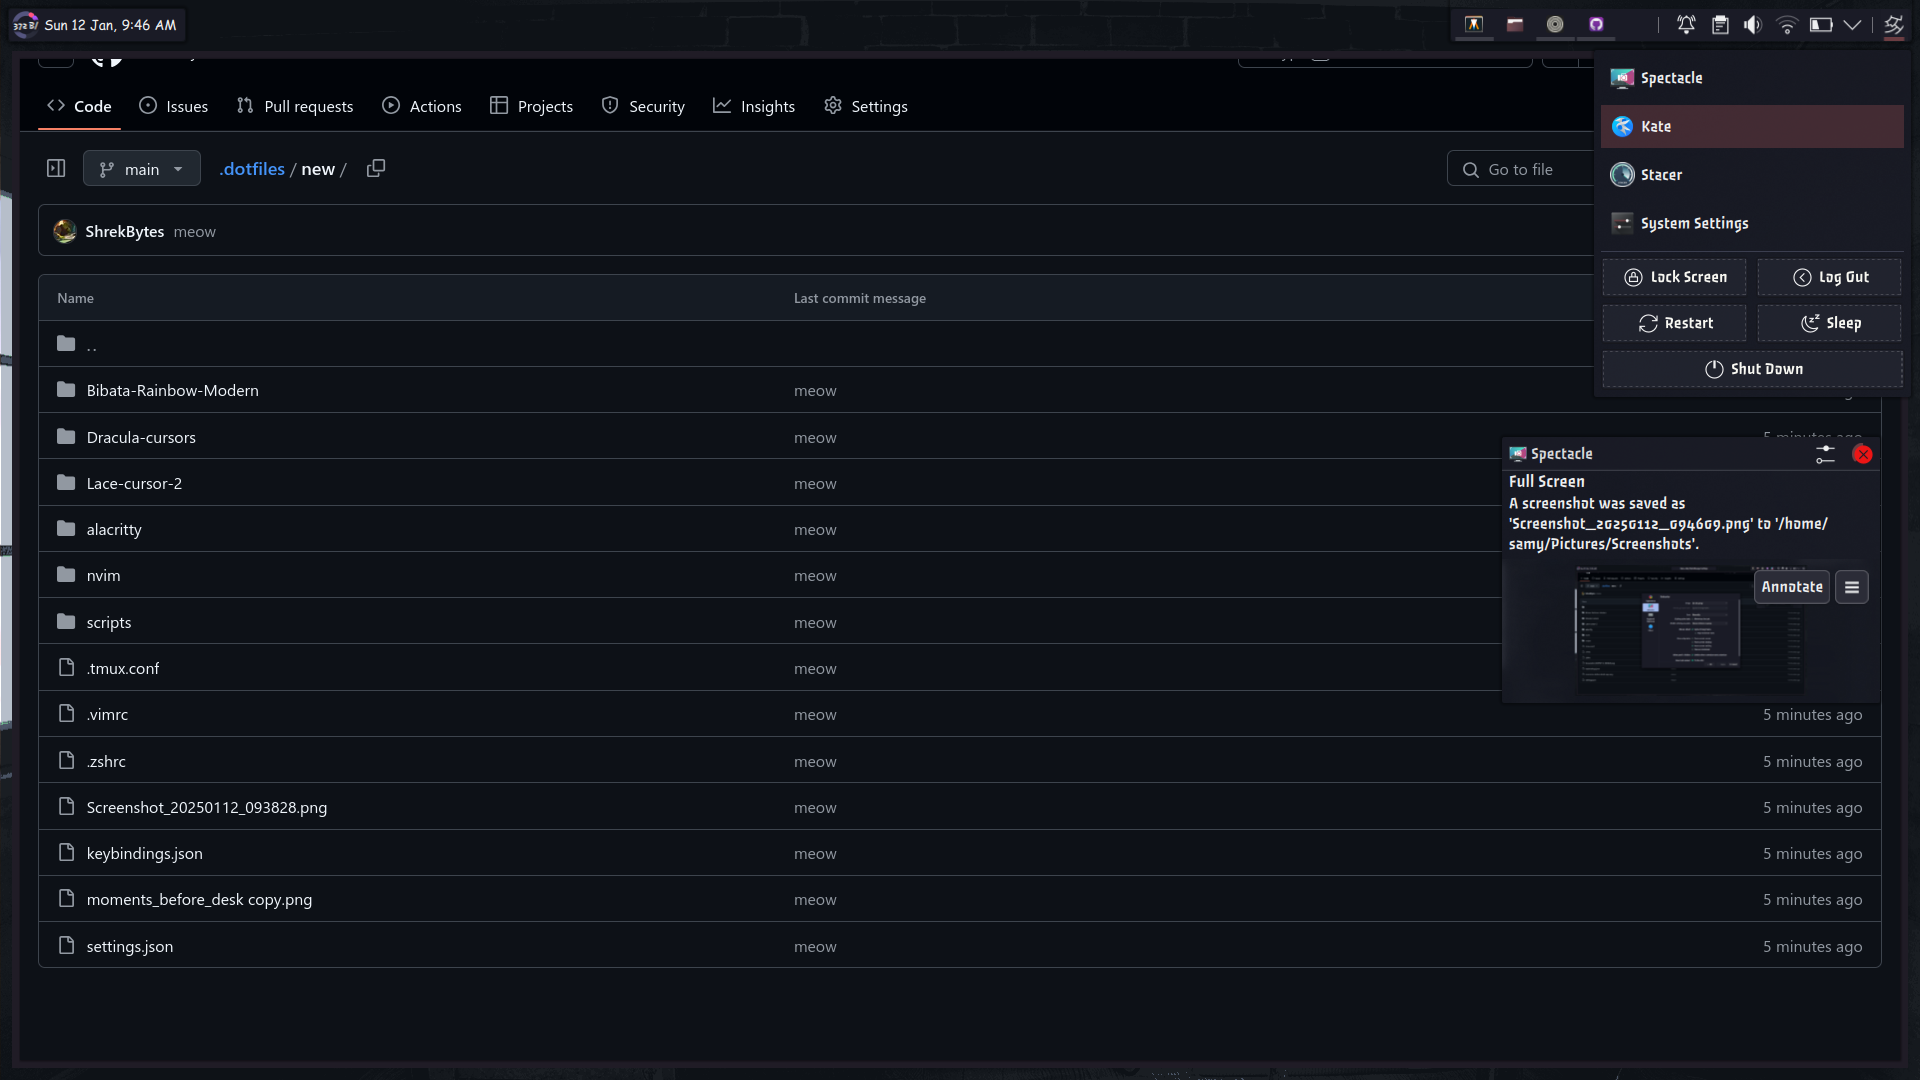 Sun 12 Jan, 9:46 AM
Code
Issues
Pull requests
Actions
Projects
Security
Insights
Settings
main
.dotfiles / new /
Go to file
ShrekBytes meow
Name
Last commit message
..
Bibata-Rainbow-Modern meow
Dracula-cursors meow
Lace-cursor-2 meow
alacritty meow
nvim meow
scripts meow
.tmux.conf meow
.vimrc meow 5 minutes ago
.zshrc meow 5 minutes ago
Screenshot_20250112_093828.png meow 5 minutes ago
keybindings.json meow 5 minutes ago
moments_before_desk copy.png meow 5 minutes ago
settings.json meow 5 minutes ago
Spectacle
Kate
Stacer
System Settings
Lock Screen
Log Out
Restart
Sleep
Shut Down
Spectacle
Full Screen
A screenshot was saved as
'Screenshot_20250112_094609.png' to '/home/
samy/Pictures/Screenshots'.
Annotate